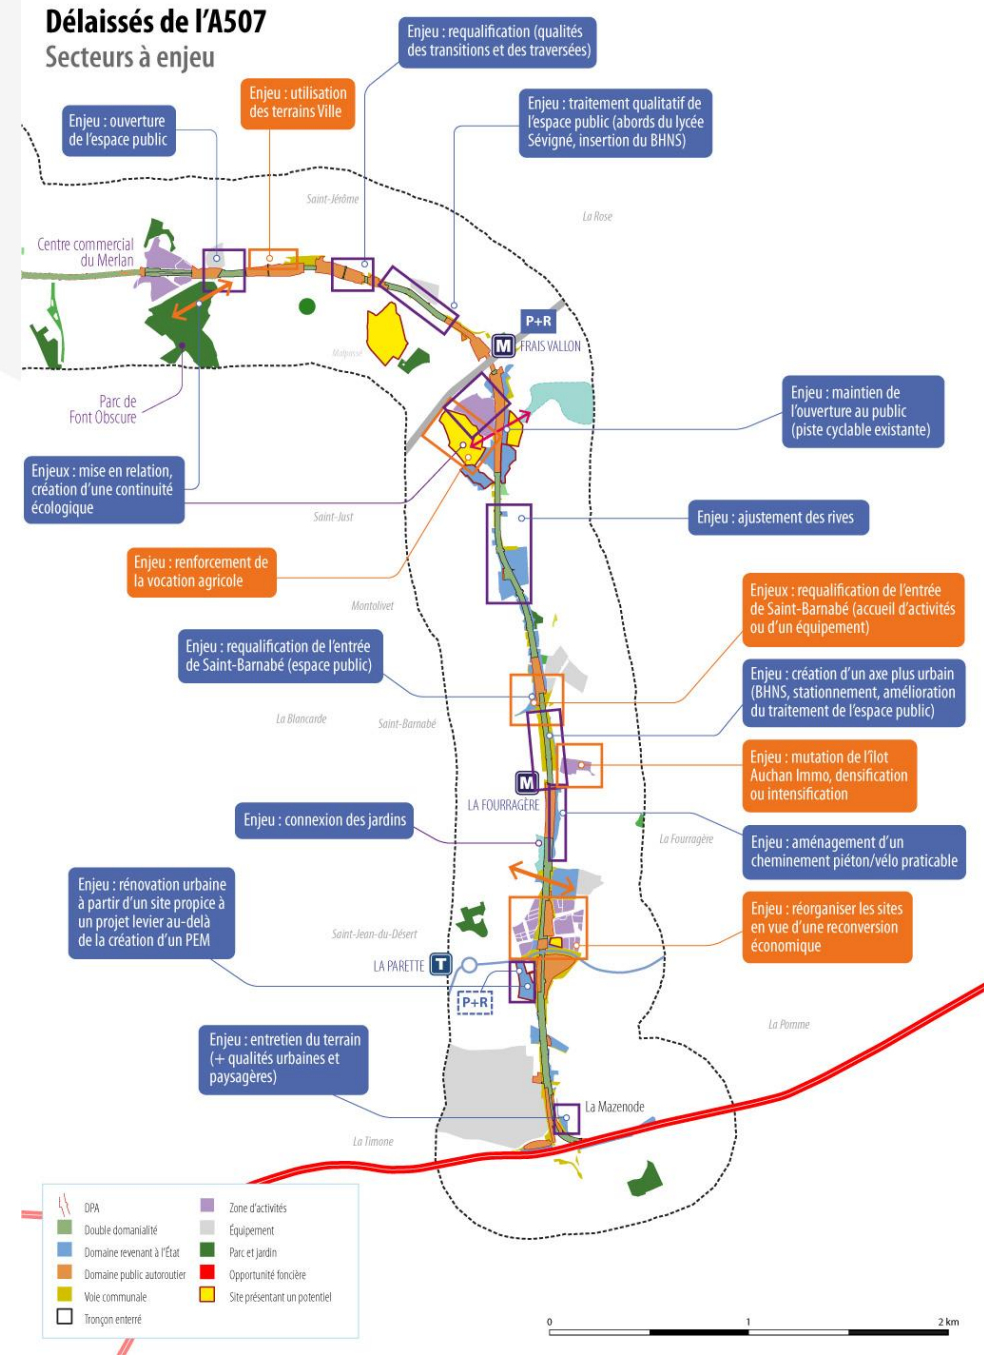 Délaissés de l'A507
Secteurs à enjeu
Enjeu : requalification (qualités
des transitions et des traversées)
Enjeu : utilisation
des terrains Ville
Enjeu : ouverture
de l'espace public
Enjeu : traitement qualitatif de
l'espace public (abords du lycée
Sévigné, insertion du BHNS)
Saint-Jérôme
La Rose
Centre commercial
du Merlan
P+R
M FRAIS VALLON
Malpassé
Parc de
Font Obscure
Enjeu : maintien de
l'ouverture au public
(piste cyclable existante)
Enjeux : mise en relation,
création d'une continuité
écologique
Saint-Just
Enjeu : ajustement des rives
Enjeu : renforcement de
la vocation agricole
Montolivet
Enjeux : requalification de l'entrée
de Saint-Barnabé (accueil d'activités
ou d'un équipement)
Enjeu : requalification de l'entrée
de Saint-Barnabé (espace public)
Enjeu : création d'un axe plus urbain
(BHNS, stationnement, amélioration
du traitement de l'espace public)
La Blancarde
Saint-Barnabé
Enjeu : mutation de l'îlot
Auchan Immo, densification
ou intensification
M
LA FOURRAGÈRE
Enjeu : connexion des jardins
La Fourragère
Enjeu : aménagement d'un
cheminement piéton/vélo praticable
Enjeu : rénovation urbaine
à partir d'un site propice à
un projet levier au-delà
de la création d'un PEM
Enjeu : réorganiser les sites
en vue d'une reconversion
économique
Saint-Jean-du-Désert
LA PARETTE T
P+R
La Pomme
Enjeu : entretien du terrain
(+ qualités urbaines et
paysagères)
La Mazenode
La Timone
DPA
Double domanialité
Domaine revenant à l'État
Domaine public autoroutier
Voie communale
Tronçon enterré
Zone d'activités
Équipement
Parc et jardin
Opportunité foncière
Site présentant un potentiel
0 1 2 km